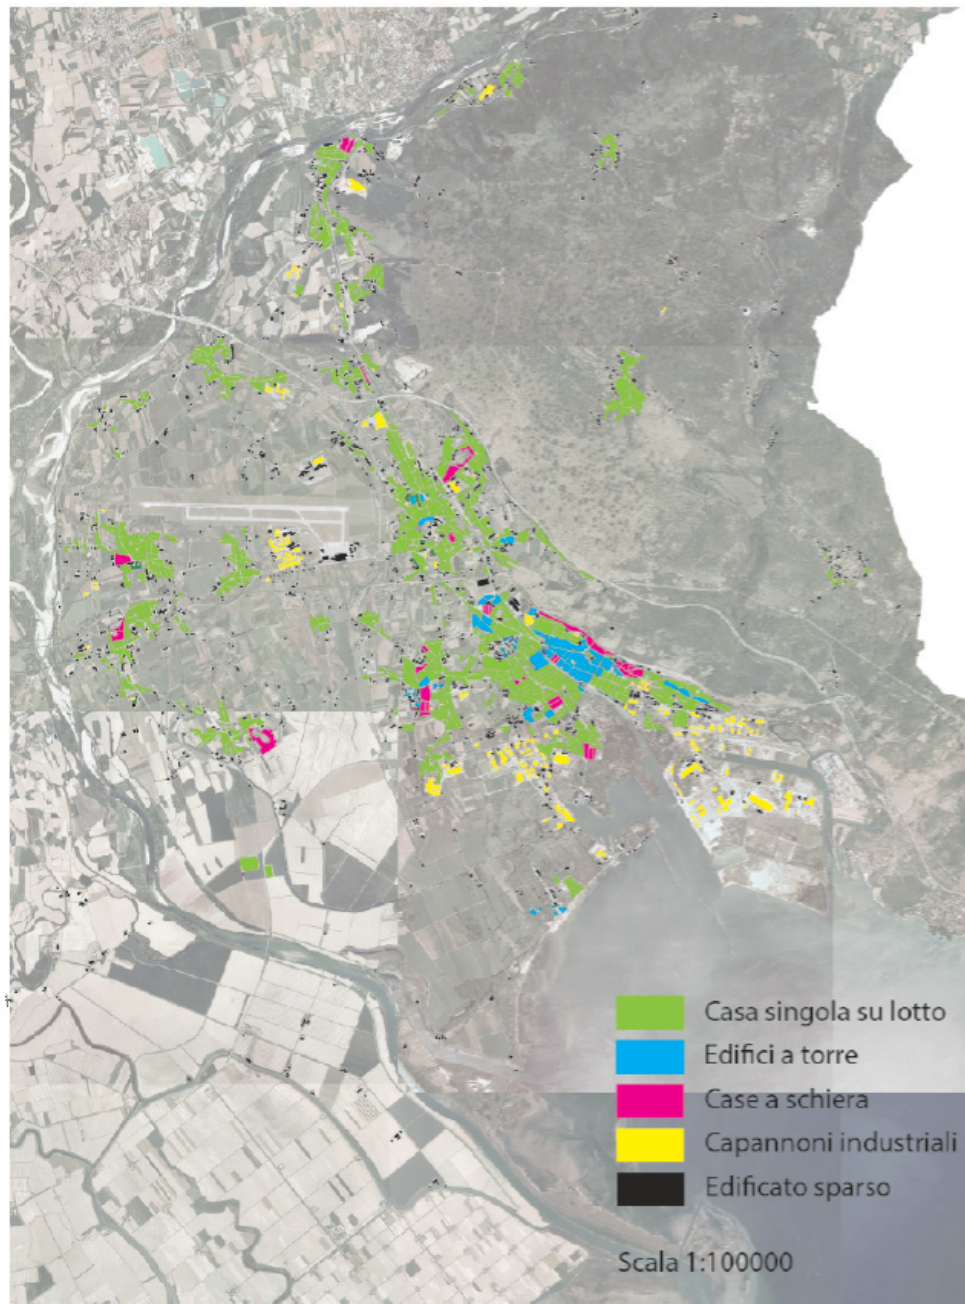 Casa singola su lotto
Edifici a torre
Case a schiera
Capannoni industriali
Edificato sparso
Scala 1:100000